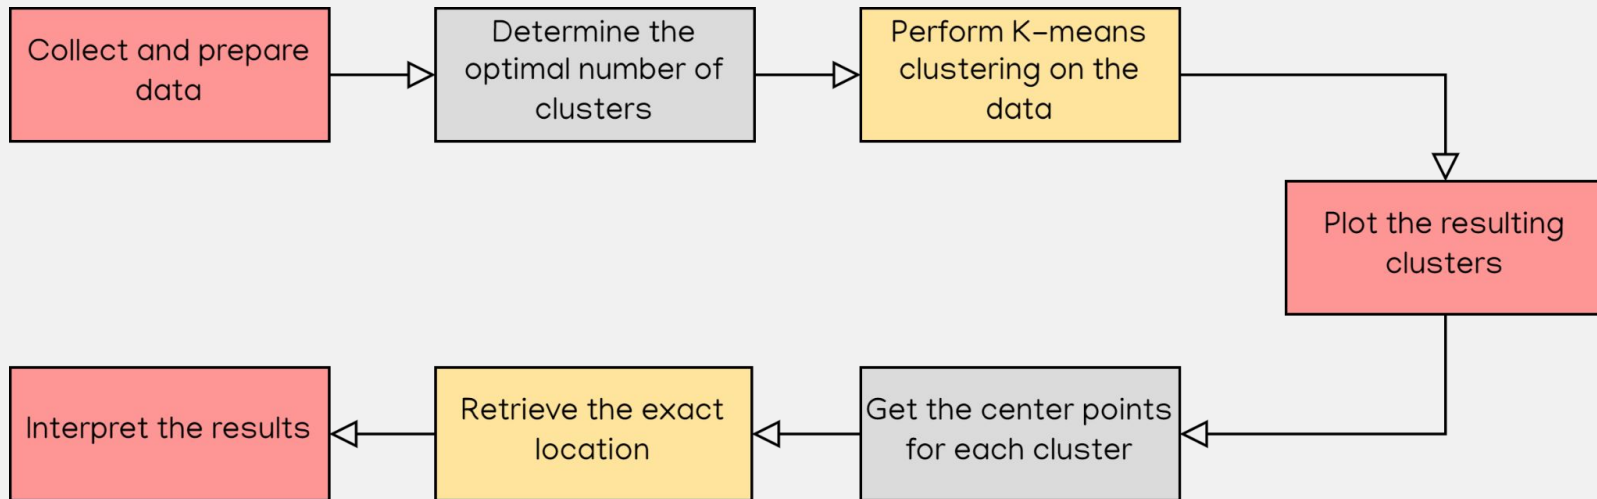 Collect and prepare
data
Determine the
optimal number of
clusters
Perform K-means
clustering on the
data
Plot the resulting
clusters
Get the center points
for each cluster
Retrieve the exact
location
Interpret the results